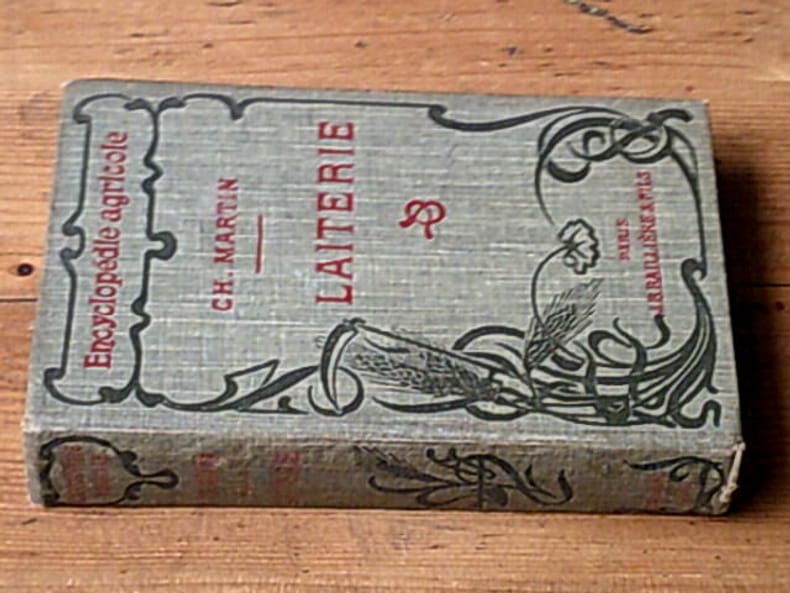 Encyclopédie agricole
CH. MARTIN
LAITERIE
PARIS
J.B. BAILLIÈRE & FILS